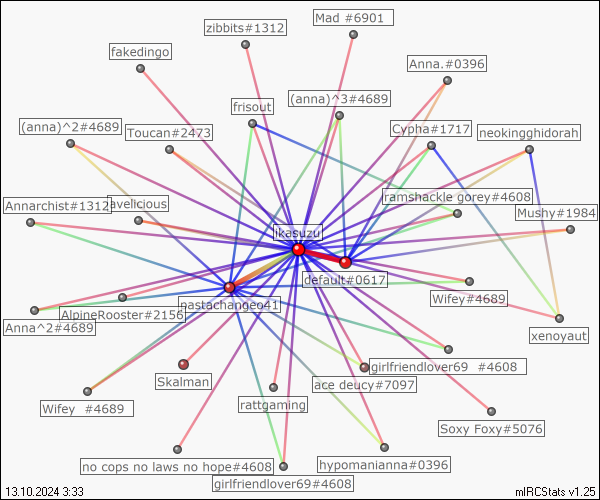 Mad #6901
zibbits#1312
fakedingo
Anna.#0396
frisout
(anna)^3#4689
(anna)^2#4689
Toucan#2473
Cypha#1717
neokingghidorah
ramshackle gorey#4608
Annarchist#1312
avelicious
Mushy#1984
ikasuzu
default#0617
Wifey#4689
pastachangeo41
AlpineRooster#2156
Anna^2#4689
xenoyaut
girlfriendlover69 #4608
Skalman
ace deucy#7097
Wifey #4689
rattgaming
Soxy Foxy#5076
no cops no laws no hope#4608
hypomanianna#0396
girlfriendlover69#4608
13.10.2024 3:33
mIRCStats v1.25